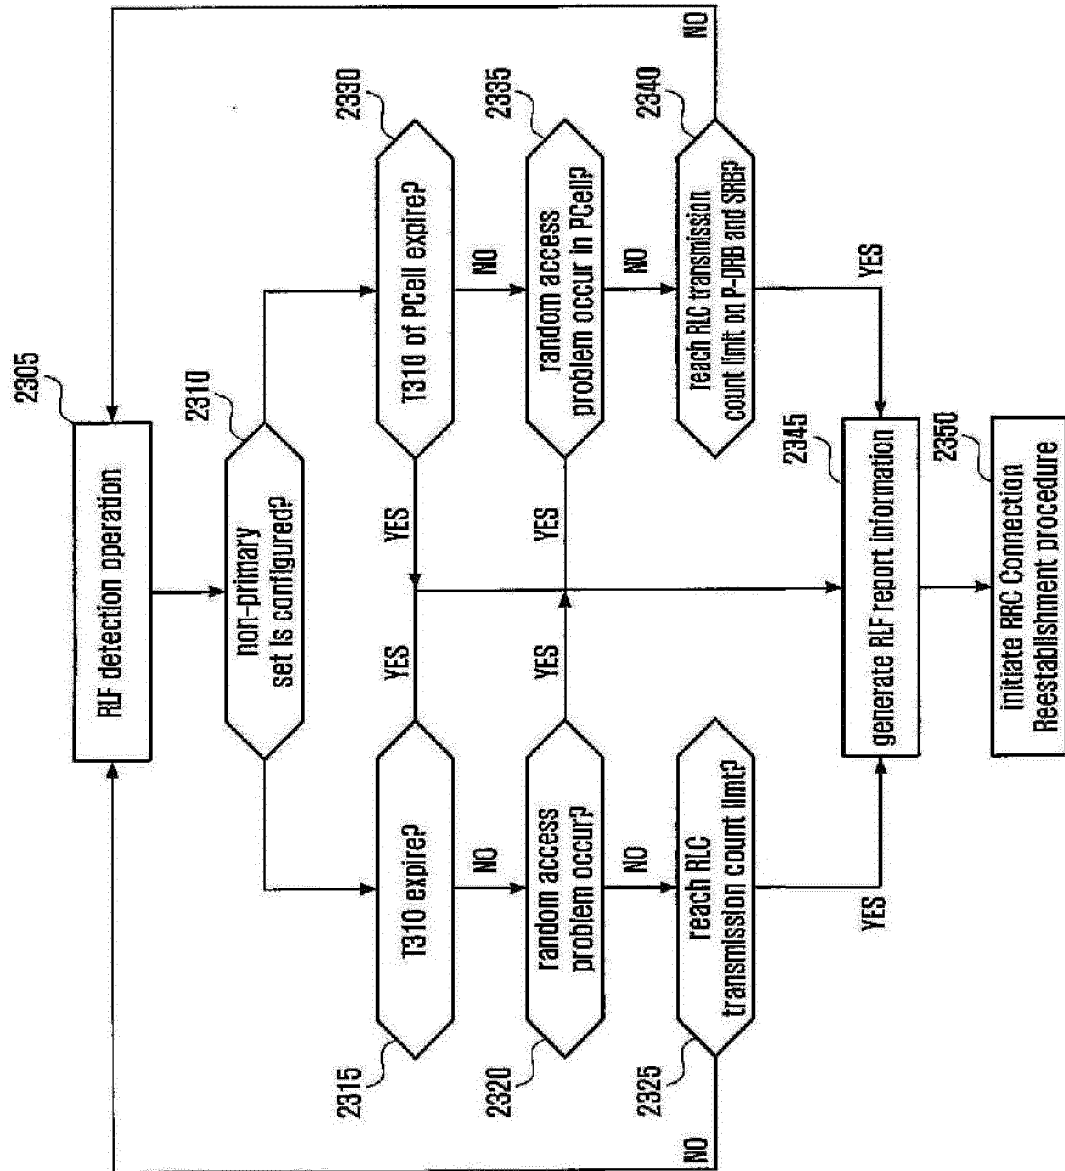 2305
RLF detection operation
2310
non-primary
set is configured?
2315
T310 expire?
YES
YES
T310 of PCell expire?
2330
NO
NO
2320
random access
problem occur?
YES
YES
random access
problem occur in PCell?
2335
NO
NO
2325
reach RLC
transmission count limt?
reach RLC transmission
count limit on P-DRB and SRB?
2340
NO
NO
YES
YES
2345
generate RLF report information
2350
initiate RRC Connection
Reestablishment procedure